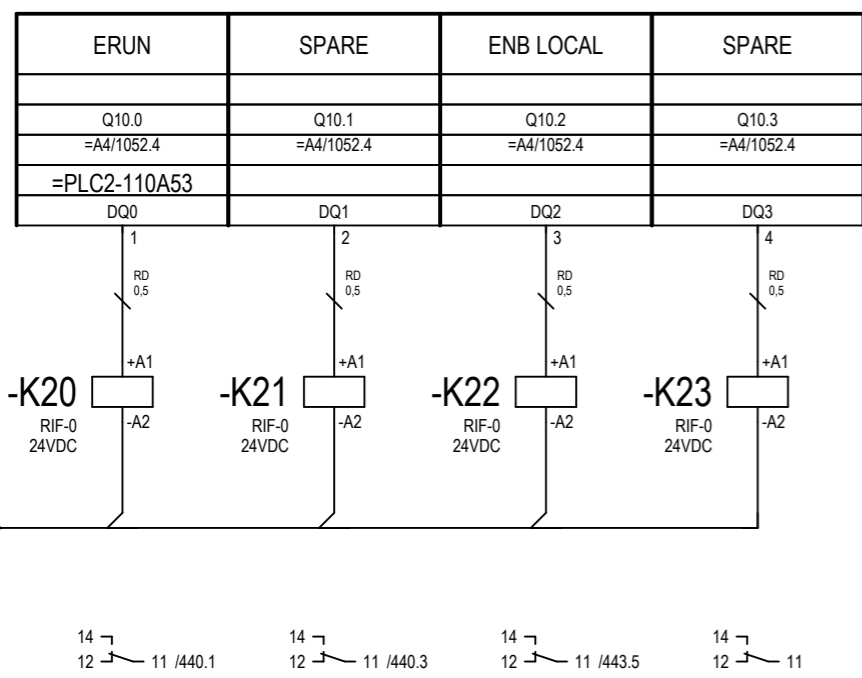 ERUN SPARE ENB LOCAL SPARE
Q10.0 Q10.1 Q10.2 Q10.3
=A4/1052.4 =A4/1052.4 =A4/1052.4 =A4/1052.4
=PLC2-110A53
DQ0 DQ1 DQ2 DQ3
1 2 3 4
RD RD RD RD
0,5 0,5 0,5 0,5
+A1 +A1 +A1 +A1
-K20 -K21 -K22 -K23
RIF-0 -A2 RIF-0 -A2 RIF-0 -A2 RIF-0 -A2
24VDC 24VDC 24VDC 24VDC
14 14 14 14
12 11 /440.1 12 11 /440.3 12 11 /443.5 12 11